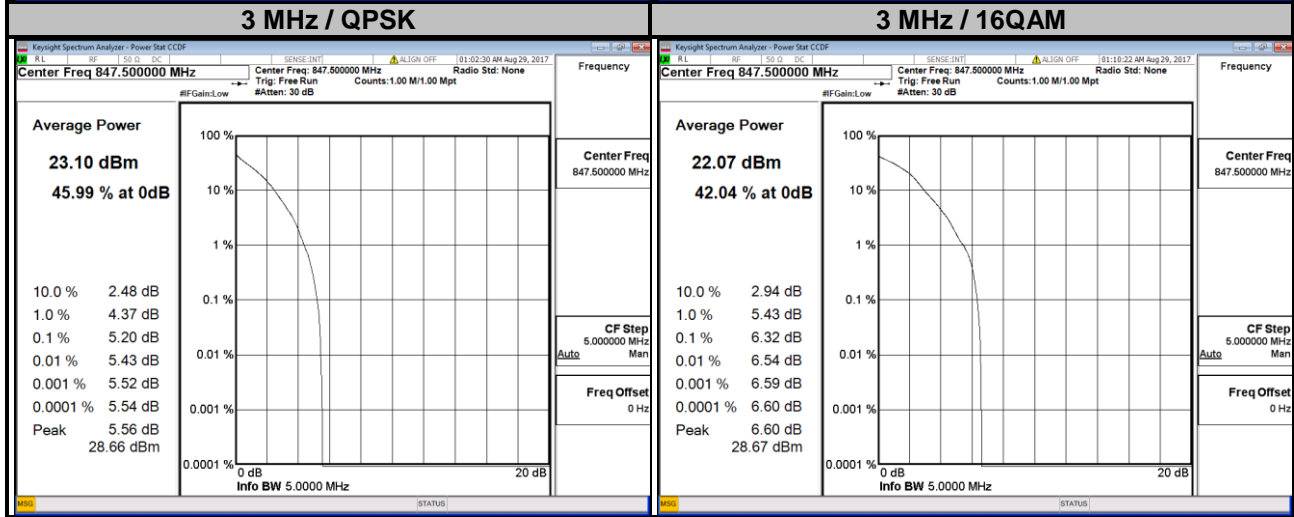 3 MHz / QPSK
Keysight Spectrum Analyzer - Power Stat CCDF
RL RF 50 Ω DC SENSE:INT ALIGN OFF 01:02:30 AM Aug 29, 2017
Center Freq 847.500000 MHz
Center Freq: 847.500000 MHz Radio Std: None
Trig: Free Run Counts:1.00 M/1.00 Mpt
#IFGain:Low #Atten: 30 dB
Frequency
Average Power
23.10 dBm
45.99 % at 0dB
10.0 % 2.48 dB
1.0 % 4.37 dB
0.1 % 5.20 dB
0.01 % 5.43 dB
0.001 % 5.52 dB
0.0001 % 5.54 dB
Peak 5.56 dB
28.66 dBm
100 %
10 %
1 %
0.1 %
0.01 %
0.001 %
0.0001 %
0 dB 20 dB
Info BW 5.0000 MHz
Center Freq
847.500000 MHz
CF Step
5.000000 MHz
Auto Man
Freq Offset
0 Hz
MSG STATUS
3 MHz / 16QAM
Keysight Spectrum Analyzer - Power Stat CCDF
RL RF 50 Ω DC SENSE:INT ALIGN OFF 01:10:22 AM Aug 29, 2017
Center Freq 847.500000 MHz
Center Freq: 847.500000 MHz Radio Std: None
Trig: Free Run Counts:1.00 M/1.00 Mpt
#IFGain:Low #Atten: 30 dB
Frequency
Average Power
22.07 dBm
42.04 % at 0dB
10.0 % 2.94 dB
1.0 % 5.43 dB
0.1 % 6.32 dB
0.01 % 6.54 dB
0.001 % 6.59 dB
0.0001 % 6.60 dB
Peak 6.60 dB
28.67 dBm
100 %
10 %
1 %
0.1 %
0.01 %
0.001 %
0.0001 %
0 dB 20 dB
Info BW 5.0000 MHz
Center Freq
847.500000 MHz
CF Step
5.000000 MHz
Auto Man
Freq Offset
0 Hz
MSG STATUS